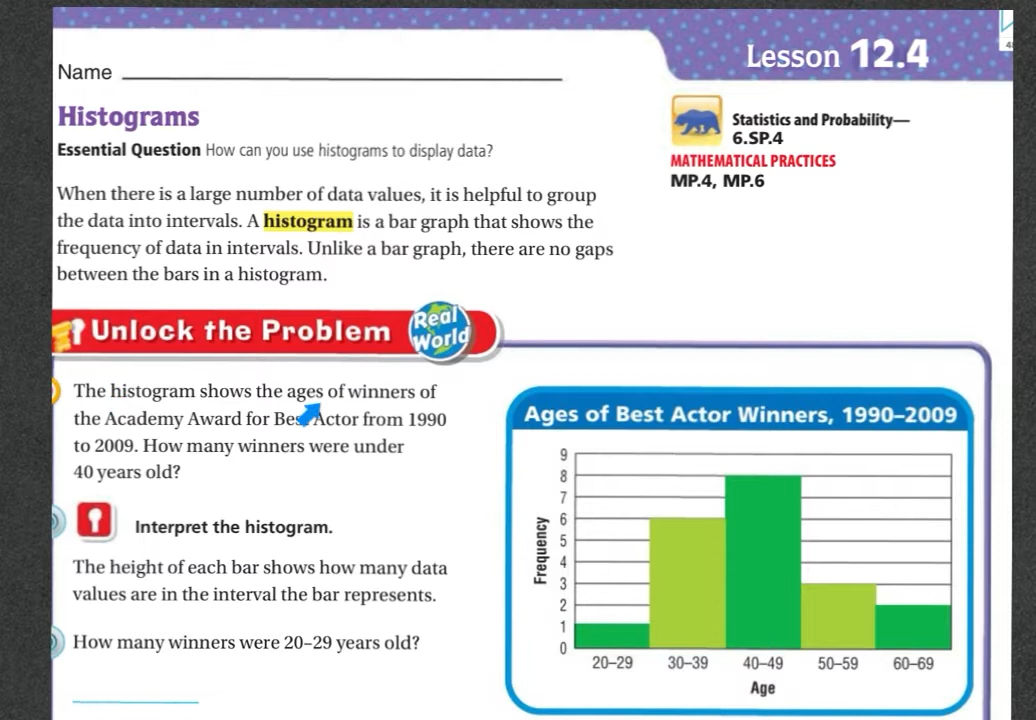 Lesson 12.4
Name
Histograms
Essential Question How can you use histograms to display data?
Statistics and Probability—
6.SP.4
MATHEMATICAL PRACTICES
MP.4, MP.6
When there is a large number of data values, it is helpful to group
the data into intervals. A histogram is a bar graph that shows the
frequency of data in intervals. Unlike a bar graph, there are no gaps
between the bars in a histogram.
Unlock the Problem
Real
World
The histogram shows the ages of winners of
the Academy Award for Best Actor from 1990
to 2009. How many winners were under
40 years old?
Interpret the histogram.
The height of each bar shows how many data
values are in the interval the bar represents.
How many winners were 20–29 years old?
Ages of Best Actor Winners, 1990–2009
Frequency
9
8
7
6
5
4
3
2
1
0
20–29 30–39 40–49 50–59 60–69
Age